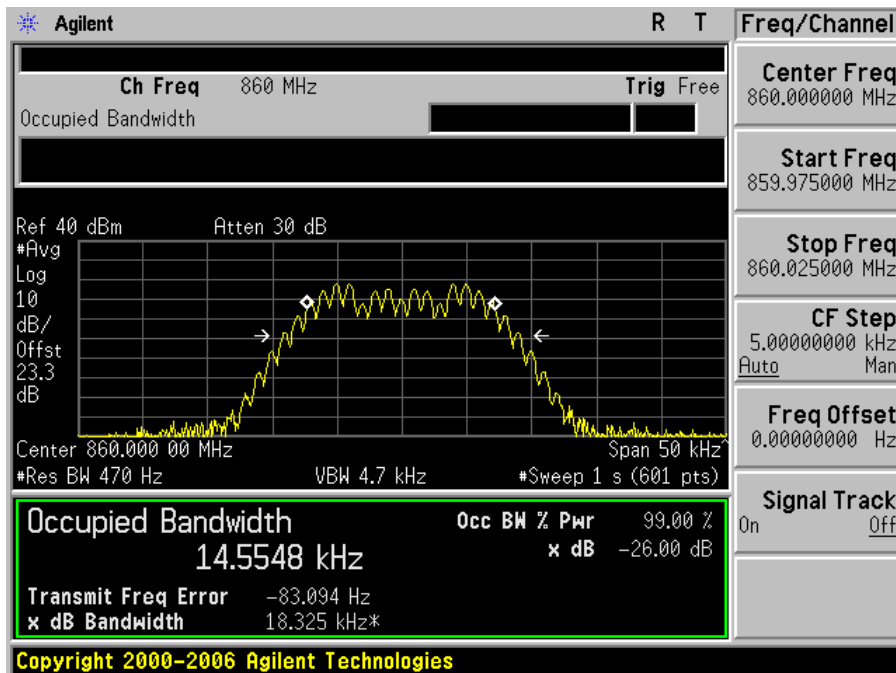 Agilent R T
Freq/Channel
Ch Freq 860 MHz Trig Free
Occupied Bandwidth
Center Freq
860.000000 MHz
Start Freq
859.975000 MHz
Stop Freq
860.025000 MHz
CF Step
5.00000000 kHz
Auto Man
Freq Offset
0.00000000 Hz
Signal Track
On Off
Ref 40 dBm Atten 30 dB
#Avg
Log
10
dB/
Offst
23.3
dB
Center 860.000 00 MHz Span 50 kHz^
#Res BW 470 Hz VBW 4.7 kHz #Sweep 1 s (601 pts)
Occupied Bandwidth Occ BW % Pwr 99.00 %
14.5548 kHz x dB -26.00 dB
Transmit Freq Error -83.094 Hz
x dB Bandwidth 18.325 kHz*
Copyright 2000-2006 Agilent Technologies